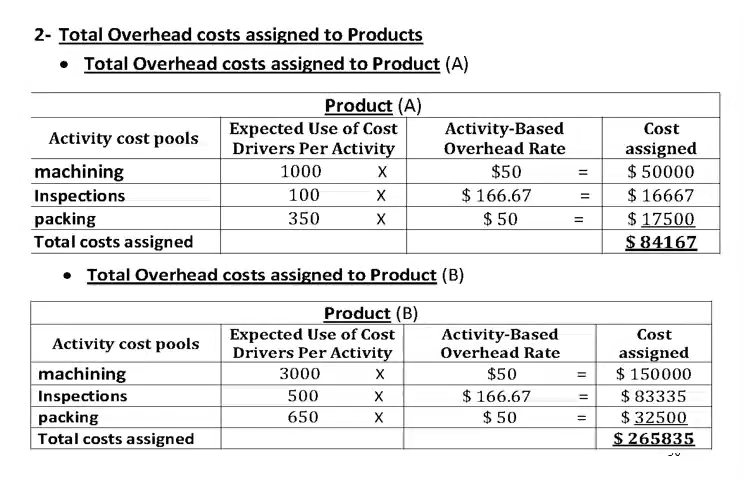 2- Total Overhead costs assigned to Products
• Total Overhead costs assigned to Product (A)
Product (A)
Activity cost pools Expected Use of Cost Drivers Per Activity Activity-Based Overhead Rate Cost assigned
machining 1000 X $50 = $ 50000
Inspections 100 X $ 166.67 = $ 16667
packing 350 X $ 50 = $ 17500
Total costs assigned $ 84167
• Total Overhead costs assigned to Product (B)
Product (B)
Activity cost pools Expected Use of Cost Drivers Per Activity Activity-Based Overhead Rate Cost assigned
machining 3000 X $50 = $ 150000
Inspections 500 X $ 166.67 = $ 83335
packing 650 X $ 50 = $ 32500
Total costs assigned $ 265835